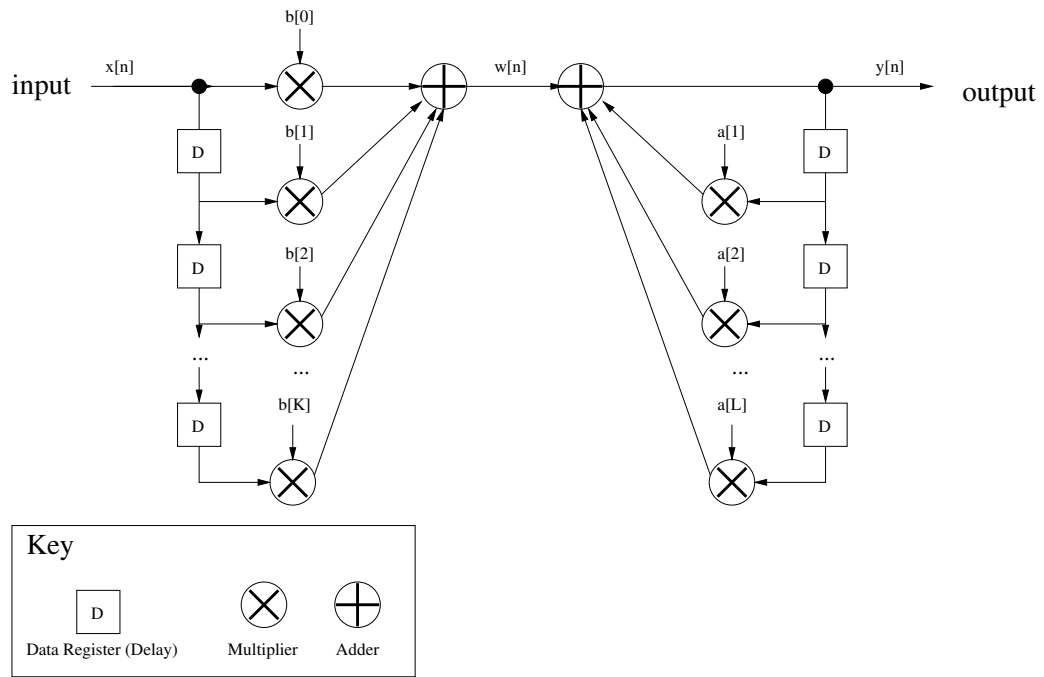 b[0]
x[n] w[n] y[n]
input output
b[1] a[1]
D D
b[2] a[2]
D D
... ...
... ...
b[K] a[L]
D D
Key
D
Data Register (Delay) Multiplier Adder